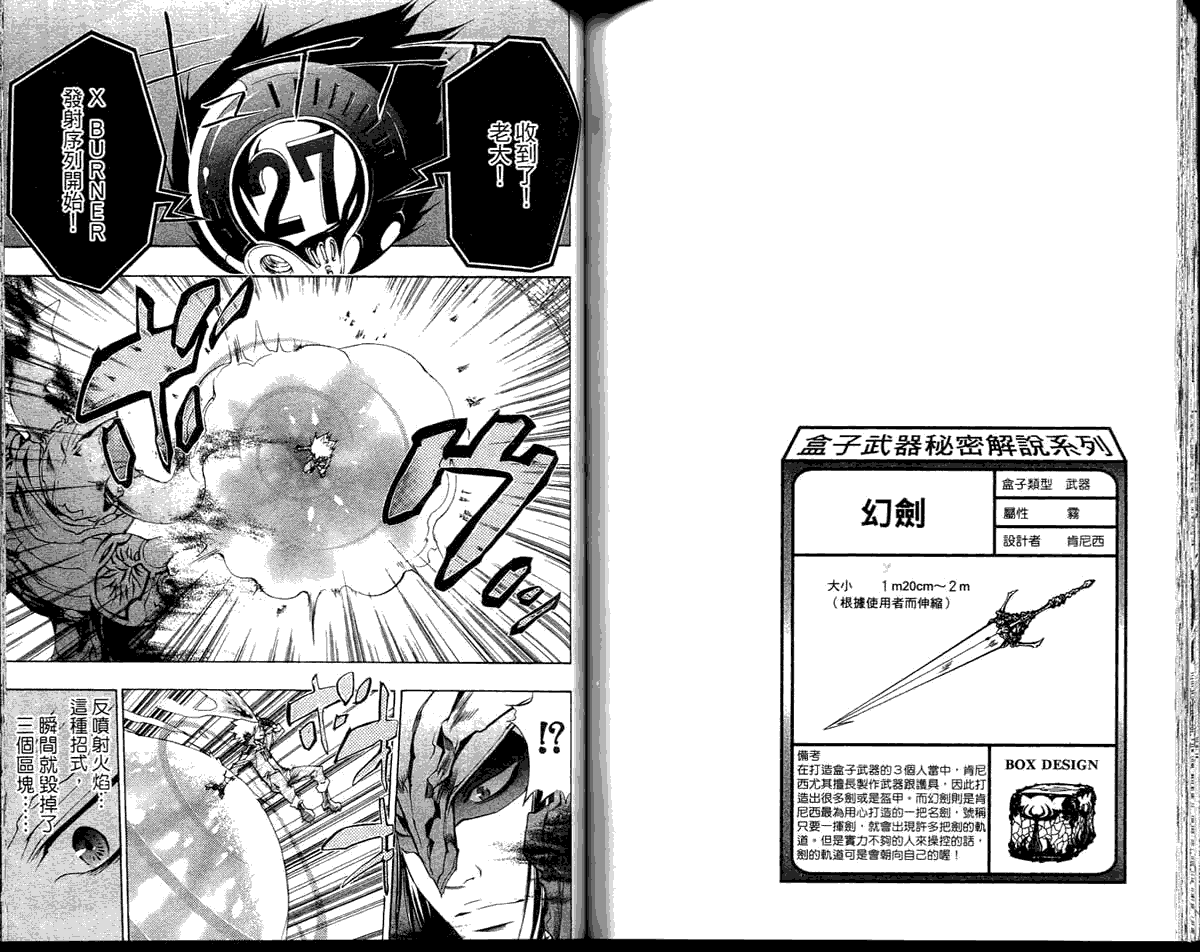 盒子武器秘密解說系列
幻劍
盒子類型 武器
屬性 霧
設計者 肯尼西
大小 1m20cm～2m
（根據使用者而伸縮）
備考
在打造盒子武器的3個人當中，肯尼
西尤其擅長製作武器跟護具，因此打
造出很多劍或是盔甲。而幻劍則是肯
尼西最為用心打造的一把名劍，號稱
只要一揮劍，就會出現許多把劍的軌
道。但是實力不夠的人來操控的話，
劍的軌道可是會朝向自己的喔！
BOX DESIGN
收到了！
老大！
27
X BURNER
發射序列開始！
!?
反噴射火焰…
這種招式，
瞬間就毀掉了
三個區塊……